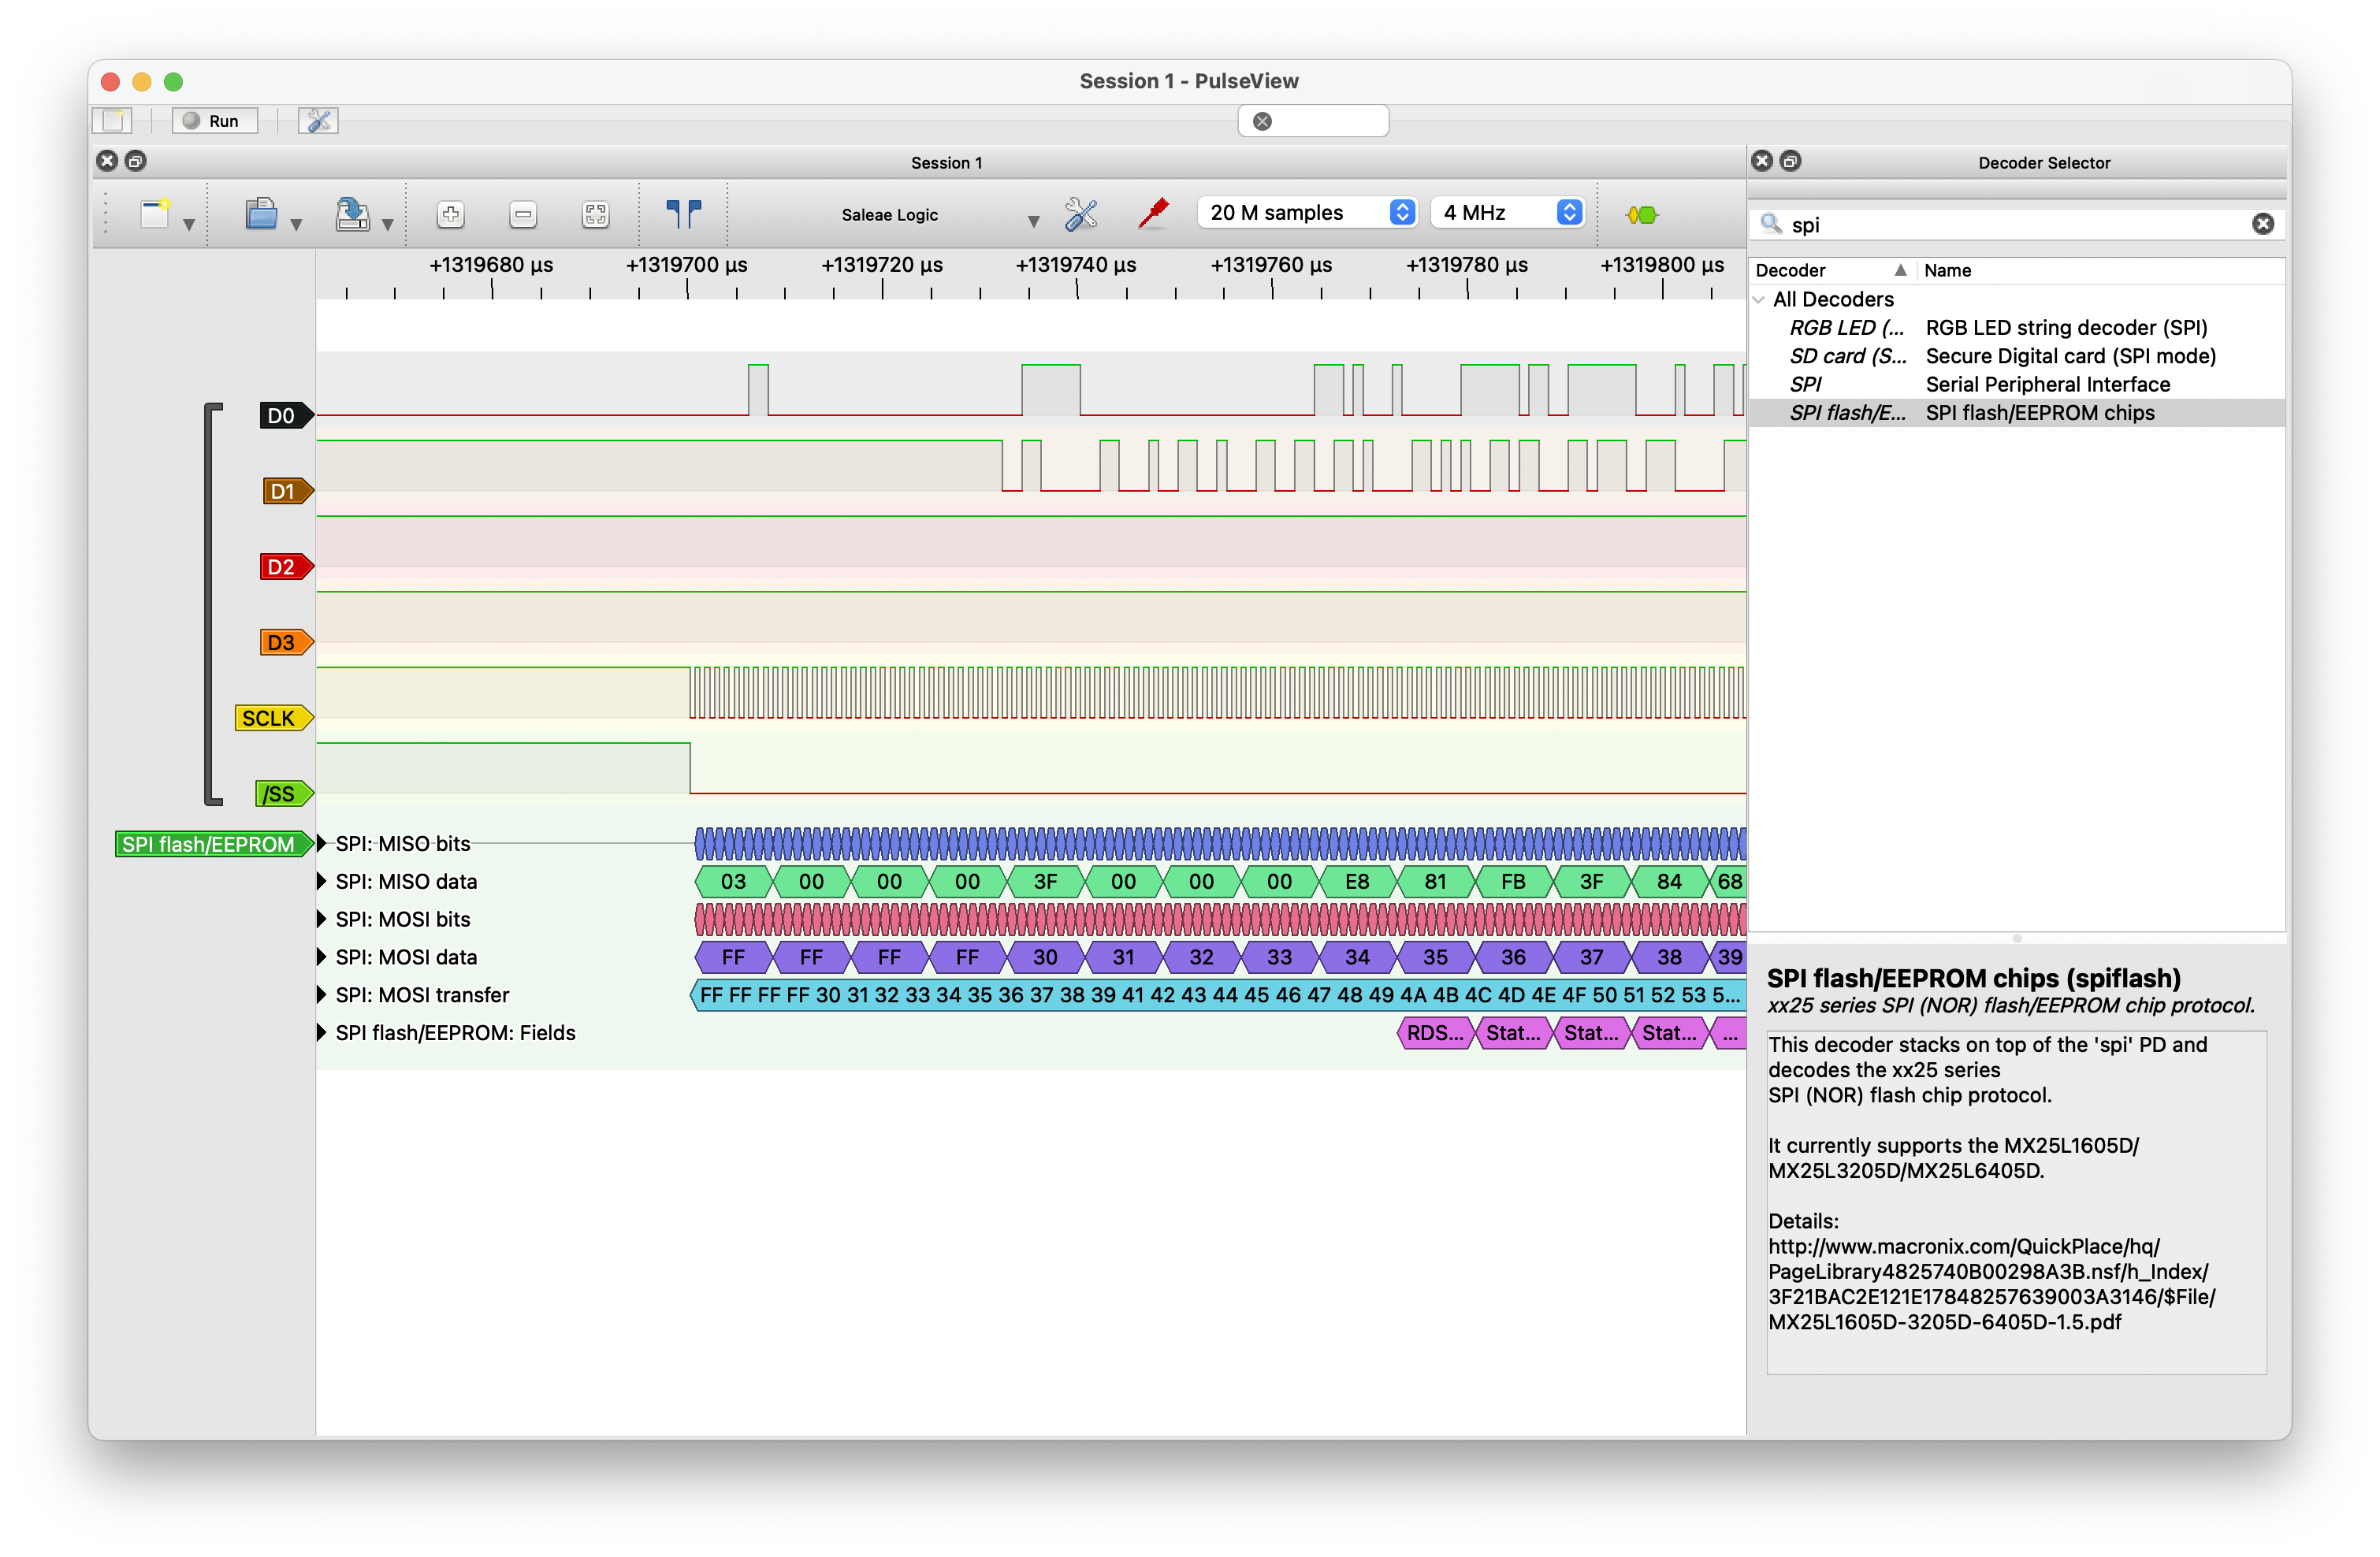 Session 1 - PulseView
Run
Session 1
Decoder Selector
Saleae Logic
20 M samples
4 MHz
spi
+1319680 µs +1319700 µs +1319720 µs +1319740 µs +1319760 µs +1319780 µs +1319800 µs
Decoder Name
All Decoders
RGB LED (... RGB LED string decoder (SPI)
SD card (S... Secure Digital card (SPI mode)
SPI Serial Peripheral Interface
SPI flash/E... SPI flash/EEPROM chips
D0
D1
D2
D3
SCLK
/SS
SPI flash/EEPROM
SPI: MISO bits
SPI: MISO data 03 00 00 00 3F 00 00 00 E8 81 FB 3F 84 68
SPI: MOSI bits
SPI: MOSI data FF FF FF FF 30 31 32 33 34 35 36 37 38 39
SPI: MOSI transfer FF FF FF FF 30 31 32 33 34 35 36 37 38 39 41 42 43 44 45 46 47 48 49 4A 4B 4C 4D 4E 4F 50 51 52 53 5...
SPI flash/EEPROM: Fields RDS... Stat... Stat... Stat... ...
SPI flash/EEPROM chips (spiflash)
xx25 series SPI (NOR) flash/EEPROM chip protocol.
This decoder stacks on top of the 'spi' PD and
decodes the xx25 series
SPI (NOR) flash chip protocol.
It currently supports the MX25L1605D/
MX25L3205D/MX25L6405D.
Details:
http://www.macronix.com/QuickPlace/hq/
PageLibrary4825740B00298A3B.nsf/h_Index/
3F21BAC2E121E17848257639003A3146/$File/
MX25L1605D-3205D-6405D-1.5.pdf